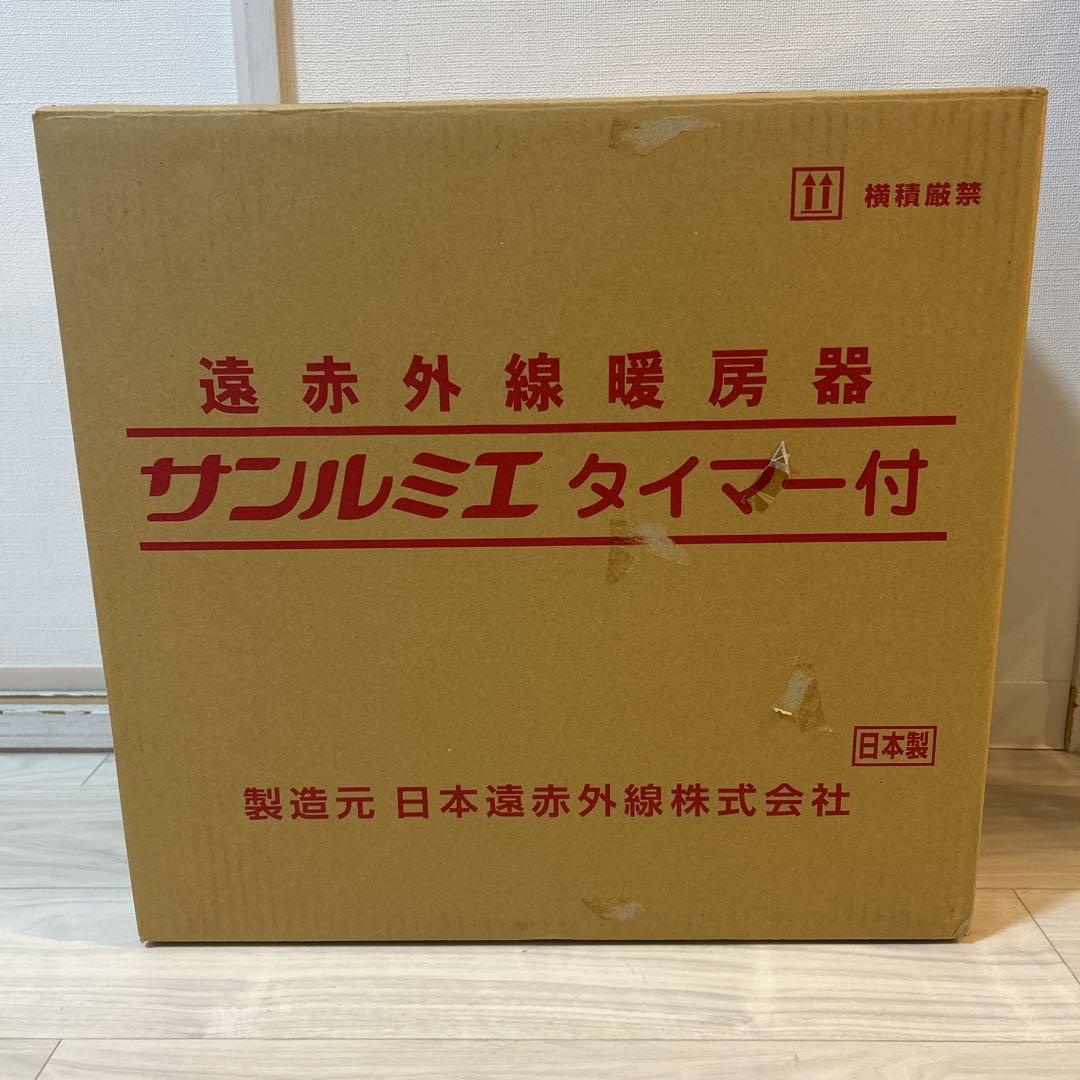 横積厳禁
遠赤外線暖房器
サンルミエ タイマー付
日本製
製造元 日本遠赤外線株式会社